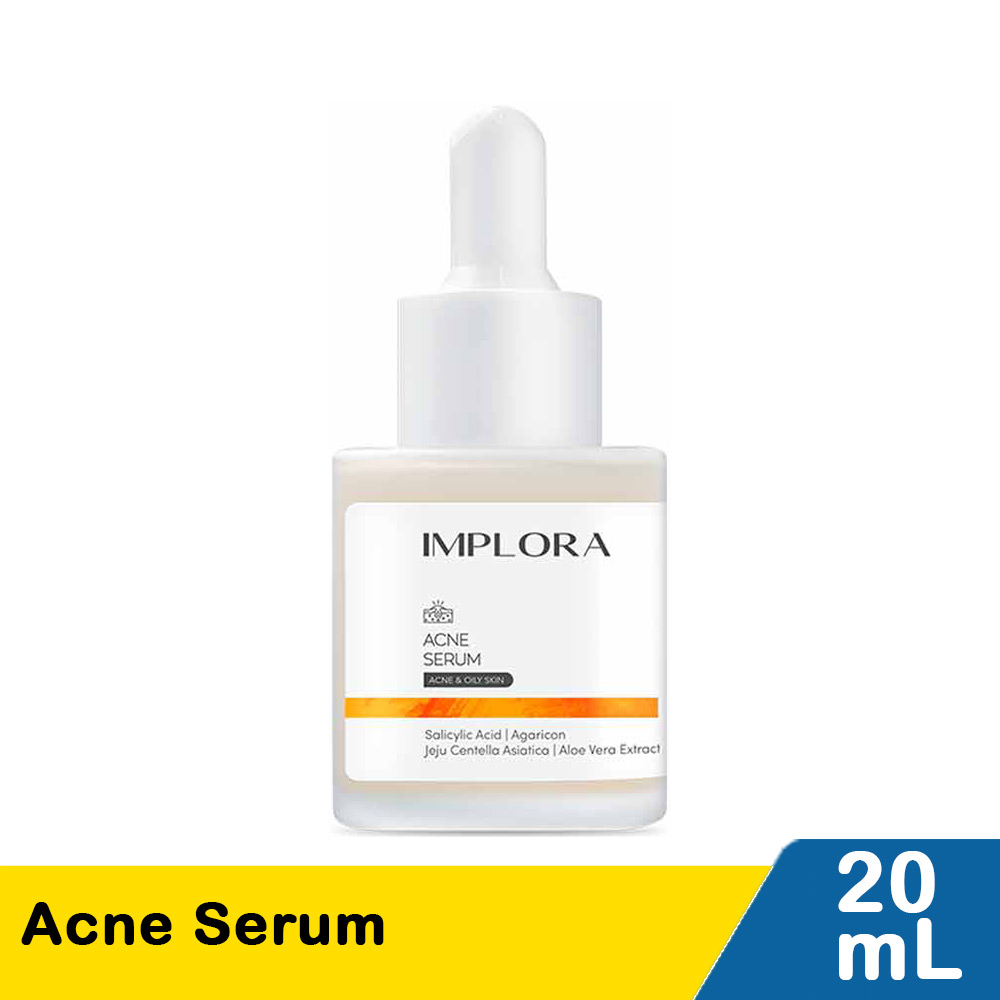 IMPLORA
ACNE
SERUM
ACNE & OILY SKIN
Salicylic Acid | Agaricon
Jeju Centella Asiatica | Aloe Vera Extract
Acne Serum
20
mL